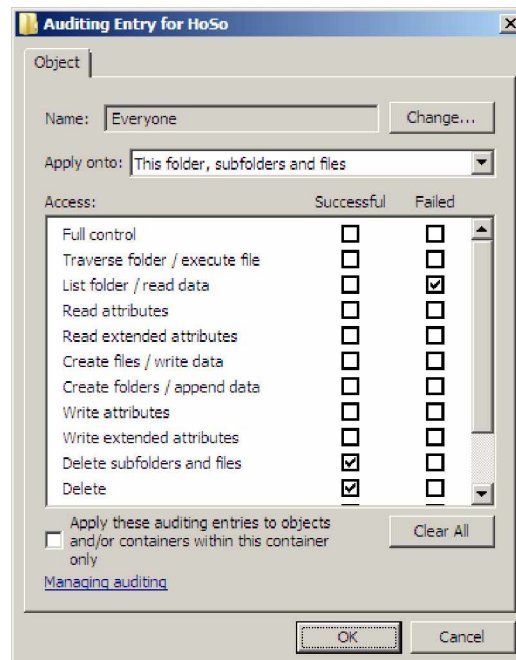 Auditing Entry for HoSo
Object
Name: Everyone Change...
Apply onto: This folder, subfolders and files
Access: Successful Failed
Full control
Traverse folder / execute file
List folder / read data
Read attributes
Read extended attributes
Create files / write data
Create folders / append data
Write attributes
Write extended attributes
Delete subfolders and files
Delete
Apply these auditing entries to objects
and/or containers within this container
only
Clear All
Managing auditing
OK Cancel